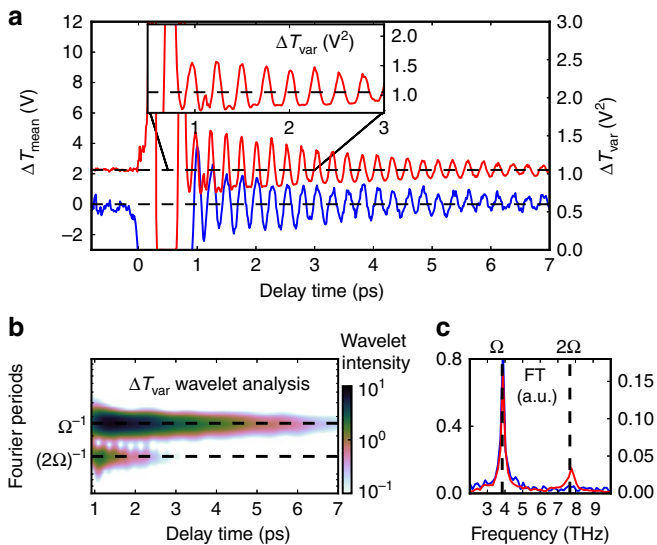 a
ΔT_mean (V)
12
10
8
6
4
2
0
−2
ΔT_var (V²)
2.0
1.5
1.0
1
2
3
3.0
2.5
2.0
1.5
1.0
0.5
0.0
ΔT_var (V²)
0 1 2 3 4 5 6 7
Delay time (ps)
b
Fourier periods
ΔT_var wavelet analysis
Ω⁻¹
(2Ω)⁻¹
1 2 3 4 5 6 7
Delay time (ps)
Wavelet
intensity
10¹
10⁰
10⁻¹
c
Ω 2Ω
FT
(a.u.)
0.8
0.4
0.0
0.15
0.10
0.05
0.00
3 4 5 6 7 8 9
Frequency (THz)